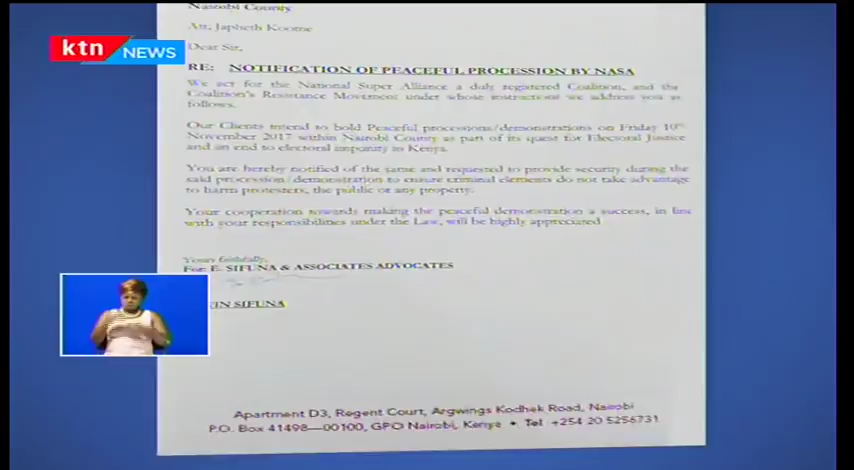 Nairobi County
Att, Japheth Koome
ktn NEWS
Dear Sir,
RE: NOTIFICATION OF PEACEFUL PROCESSION BY NASA
We act for the National Super Alliance a duly registered Coalition, and the
Coalition's Resistance Movement under whose instructions we address you as
follows.
Our Clients intend to hold Peaceful processions/demonstrations on Friday 10th
November 2017 within Nairobi County as part of its quest for Electoral Justice
and an end to electoral impunity in Kenya.
You are hereby notified of the same and requested to provide security during the
said procession/demonstration to ensure criminal elements do not take advantage
to harm protesters, the public or any property.
Your cooperation towards making the peaceful demonstration a success, in line
with your responsibilities under the Law, will be highly appreciated
Yours faithfully,
For: E. SIFUNA & ASSOCIATES ADVOCATES
IN SIFUNA
Apartment D3, Regent Court, Argwings Kodhek Road, Nairobi
P.O. Box 41498—00100, GPO Nairobi, Kenya • Tel +254 20 5256731